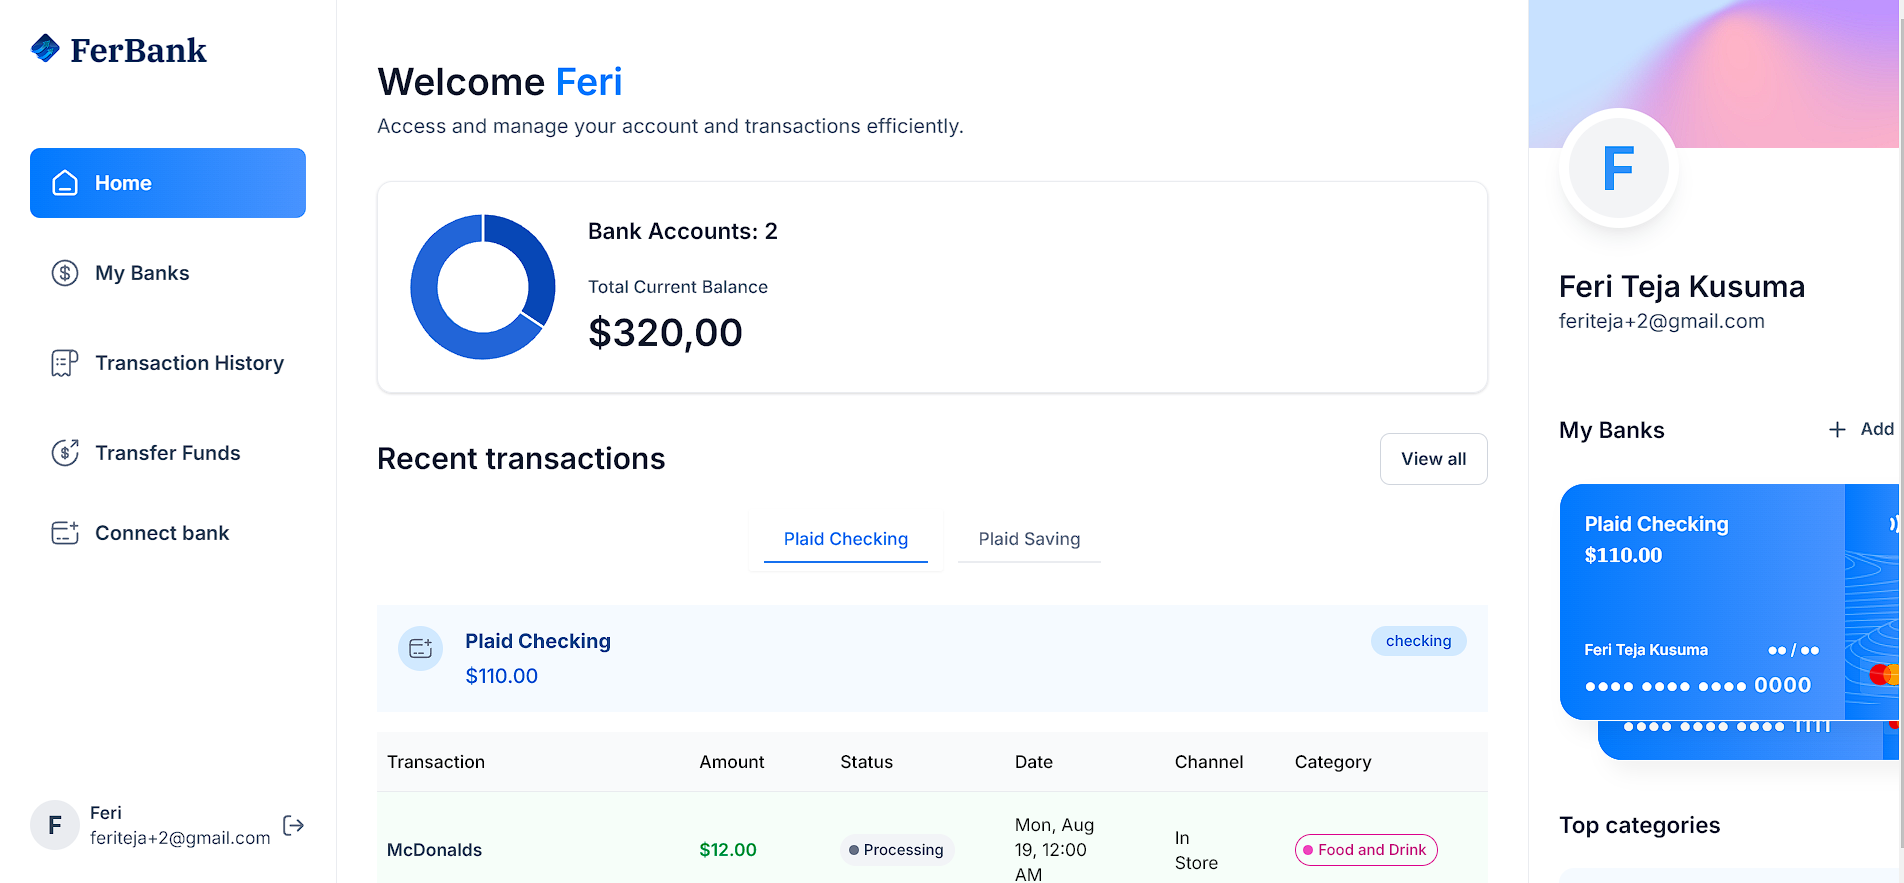 FerBank
Home
My Banks
Transaction History
Transfer Funds
Connect bank
F
Feri
feriteja+2@gmail.com
Welcome Feri
Access and manage your account and transactions efficiently.
Bank Accounts: 2
Total Current Balance
$320,00
Recent transactions
View all
Plaid Checking
Plaid Saving
Plaid Checking
$110.00
checking
Transaction Amount Status Date Channel Category
McDonalds
$12.00
Processing
Mon, Aug
19, 12:00
AM
In
Store
Food and Drink
F
Feri Teja Kusuma
feriteja+2@gmail.com
My Banks
+ Add
Plaid Checking
$110.00
Feri Teja Kusuma
●● / ●●
●●●● ●●●● ●●●● 0000
●●●● ●●●● ●●●● 1111
Top categories